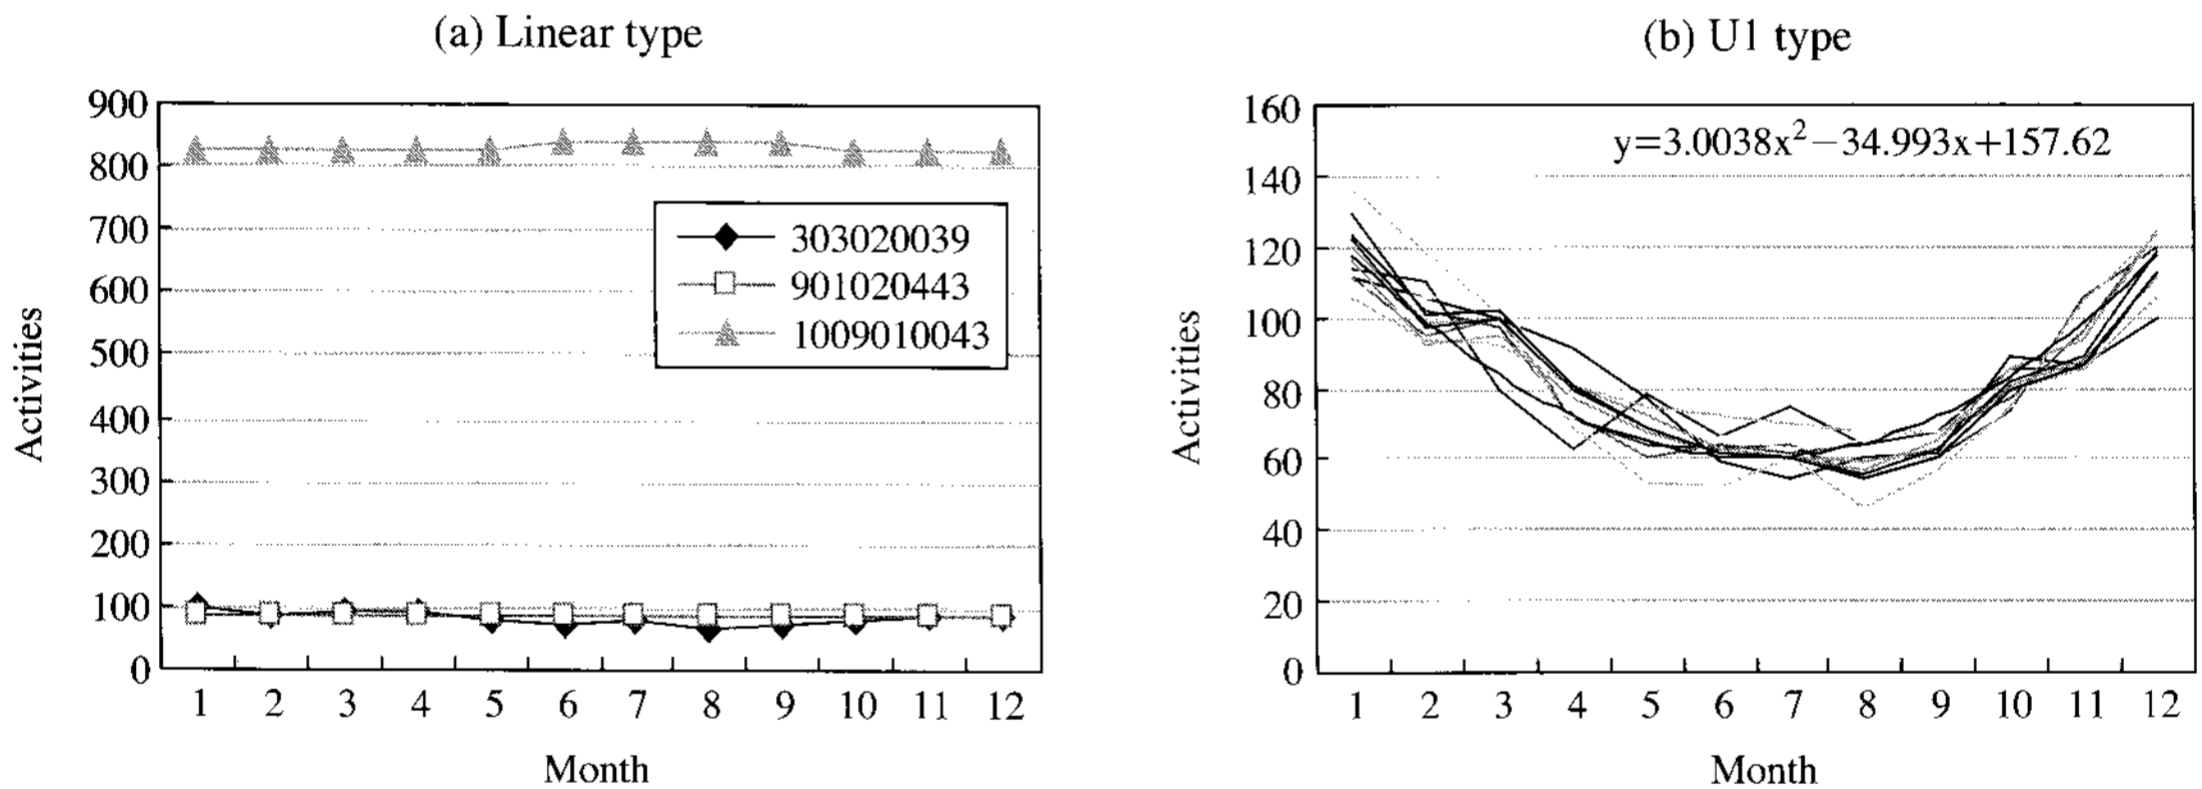 (a) Linear type
900
800
700
600
500
400
300
200
100
0
Activities
303020039
901020443
1009010043
1 2 3 4 5 6 7 8 9 10 11 12
Month
(b) U1 type
160
140
120
100
80
60
40
20
0
Activities
y=3.0038x²−34.993x+157.62
1 2 3 4 5 6 7 8 9 10 11 12
Month